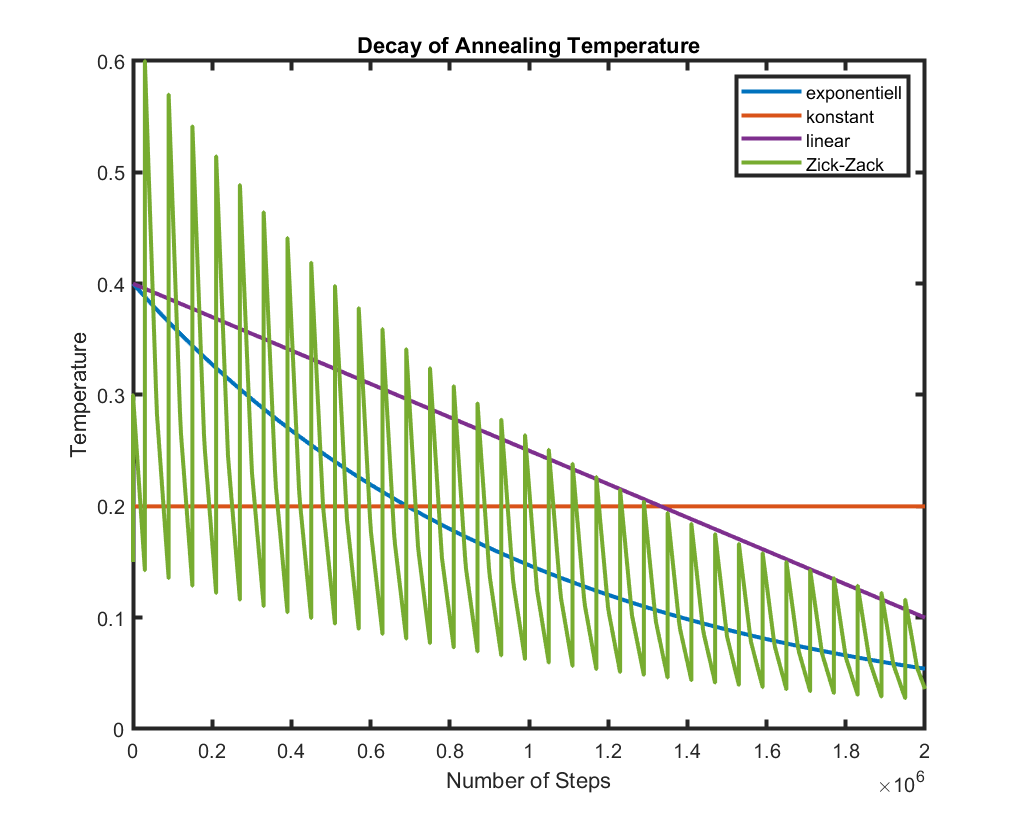 Decay of Annealing Temperature
exponentiell
konstant
linear
Zick-Zack
Temperature
0.6
0.5
0.4
0.3
0.2
0.1
0
0 0.2 0.4 0.6 0.8 1 1.2 1.4 1.6 1.8 2
Number of Steps
×10⁶